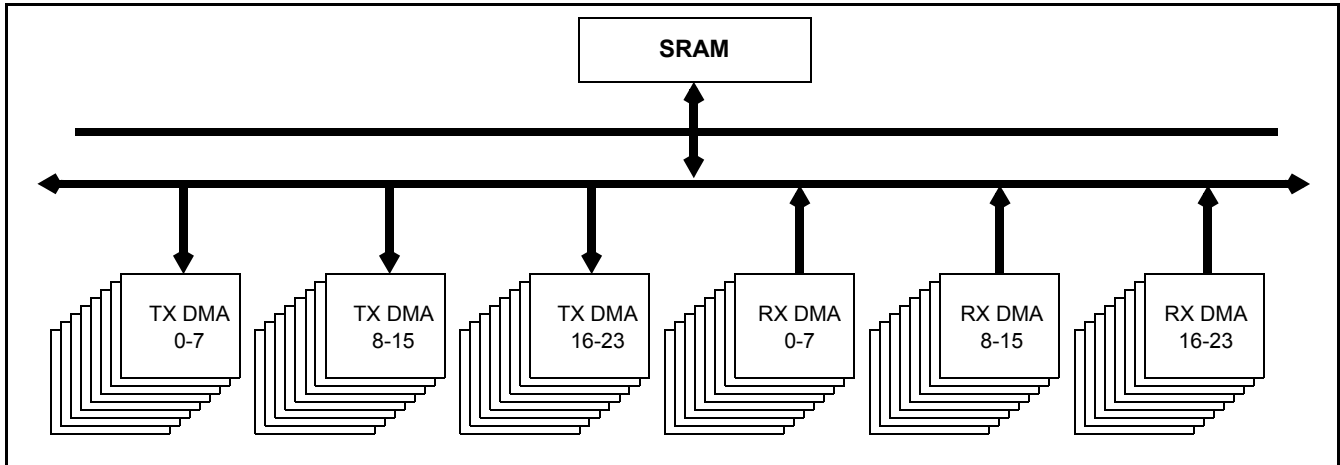 SRAM
TX DMA
0-7
TX DMA
8-15
TX DMA
16-23
RX DMA
0-7
RX DMA
8-15
RX DMA
16-23